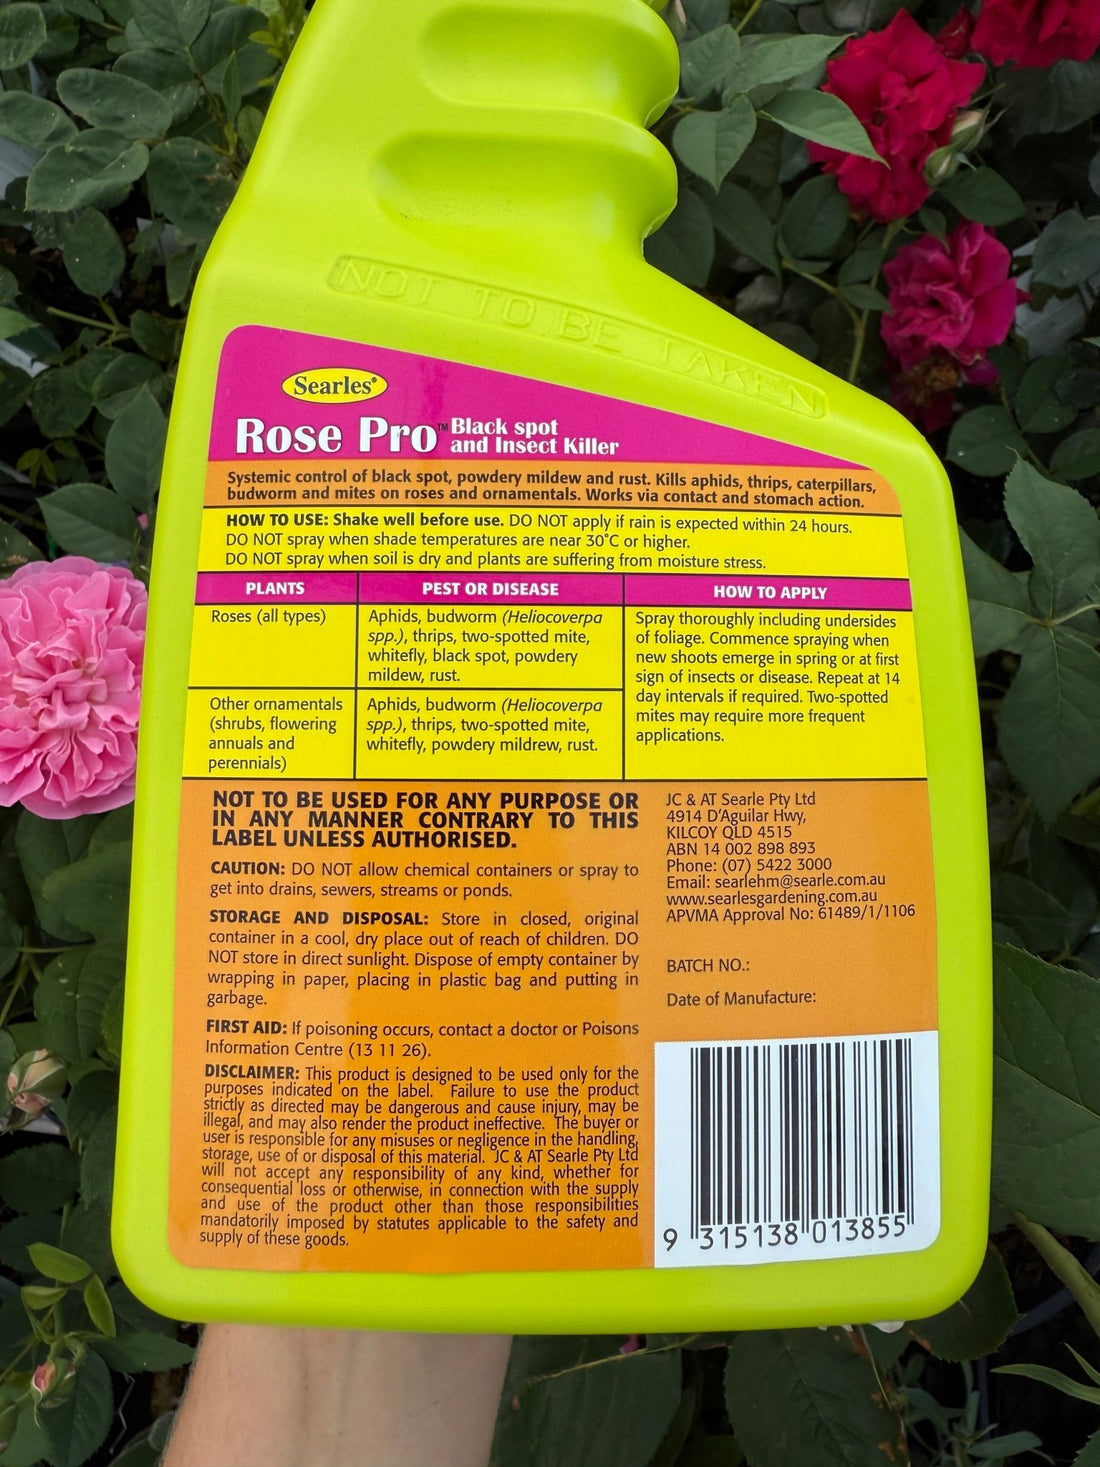 NOT TO BE TAKEN
Searles®
Rose Pro™ Black spot
and Insect Killer
Systemic control of black spot, powdery mildew and rust. Kills aphids, thrips, caterpillars,
budworm and mites on roses and ornamentals. Works via contact and stomach action.
HOW TO USE: Shake well before use. DO NOT apply if rain is expected within 24 hours.
DO NOT spray when shade temperatures are near 30°C or higher.
DO NOT spray when soil is dry and plants are suffering from moisture stress.
PLANTS
PEST OR DISEASE
HOW TO APPLY
Roses (all types)
Aphids, budworm (Heliocoverpa
spp.), thrips, two-spotted mite,
whitefly, black spot, powdery
mildew, rust.
Spray thoroughly including undersides
of foliage. Commence spraying when
new shoots emerge in spring or at first
sign of insects or disease. Repeat at 14
day intervals if required. Two-spotted
mites may require more frequent
applications.
Other ornamentals
(shrubs, flowering
annuals and
perennials)
Aphids, budworm (Heliocoverpa
spp.), thrips, two-spotted mite,
whitefly, powdery mildrew, rust.
NOT TO BE USED FOR ANY PURPOSE OR
IN ANY MANNER CONTRARY TO THIS
LABEL UNLESS AUTHORISED.
CAUTION: DO NOT allow chemical containers or spray to
get into drains, sewers, streams or ponds.
STORAGE AND DISPOSAL: Store in closed, original
container in a cool, dry place out of reach of children. DO
NOT store in direct sunlight. Dispose of empty container by
wrapping in paper, placing in plastic bag and putting in
garbage.
FIRST AID: If poisoning occurs, contact a doctor or Poisons
Information Centre (13 11 26).
DISCLAIMER: This product is designed to be used only for the
purposes indicated on the label. Failure to use the product
strictly as directed may be dangerous and cause injury, may be
illegal, and may also render the product ineffective. The buyer or
user is responsible for any misuses or negligence in the handling,
storage, use of or disposal of this material. JC & AT Searle Pty Ltd
will not accept any responsibility of any kind, whether for
consequential loss or otherwise, in connection with the supply
and use of the product other than those responsibilities
mandatorily imposed by statutes applicable to the safety and
supply of these goods.
JC & AT Searle Pty Ltd
4914 D'Aguilar Hwy,
KILCOY QLD 4515
ABN 14 002 898 893
Phone: (07) 5422 3000
Email: searlehm@searle.com.au
www.searlesgardening.com.au
APVMA Approval No: 61489/1/1106
BATCH NO.:
Date of Manufacture:
9 315138 013855